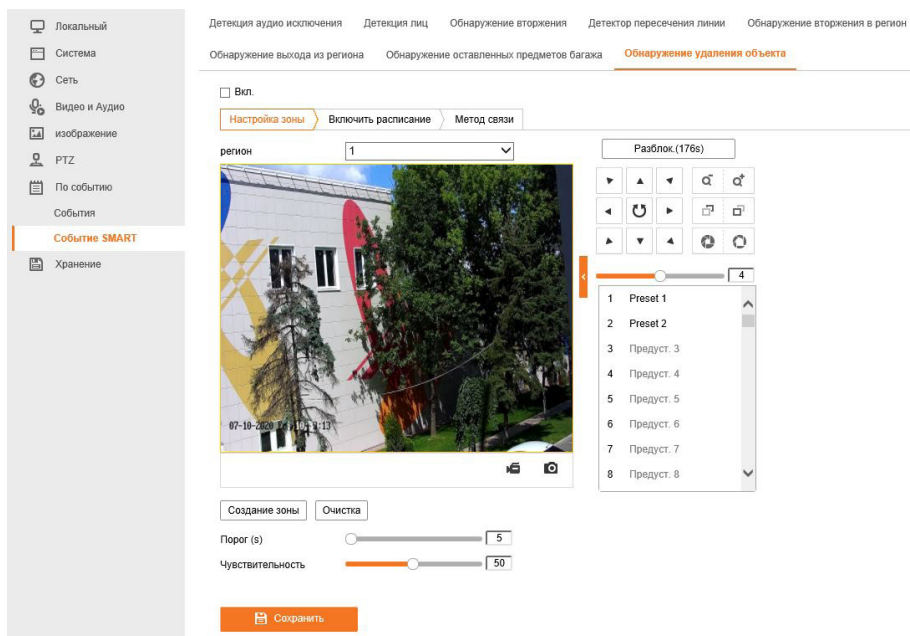 Локальный
Система
Сеть
Видео и Аудио
изображение
PTZ
По событию
События
Событие SMART
Хранение
Детекция аудио исключения Детекция лиц Обнаружение вторжения Детектор пересечения линии Обнаружение вторжения в регион
Обнаружение выхода из региона Обнаружение оставленных предметов багажа Обнаружение удаления объекта
Вкл.
Настройка зоны Включить расписание Метод связи
регион 1
Разблок.(176s)
4
1 Preset 1
2 Preset 2
3 Предуст. 3
4 Предуст. 4
5 Предуст. 5
6 Предуст. 6
7 Предуст. 7
8 Предуст. 8
07-10-2020
Создание зоны Очистка
Порог (s) 5
Чувствительность 50
Сохранить